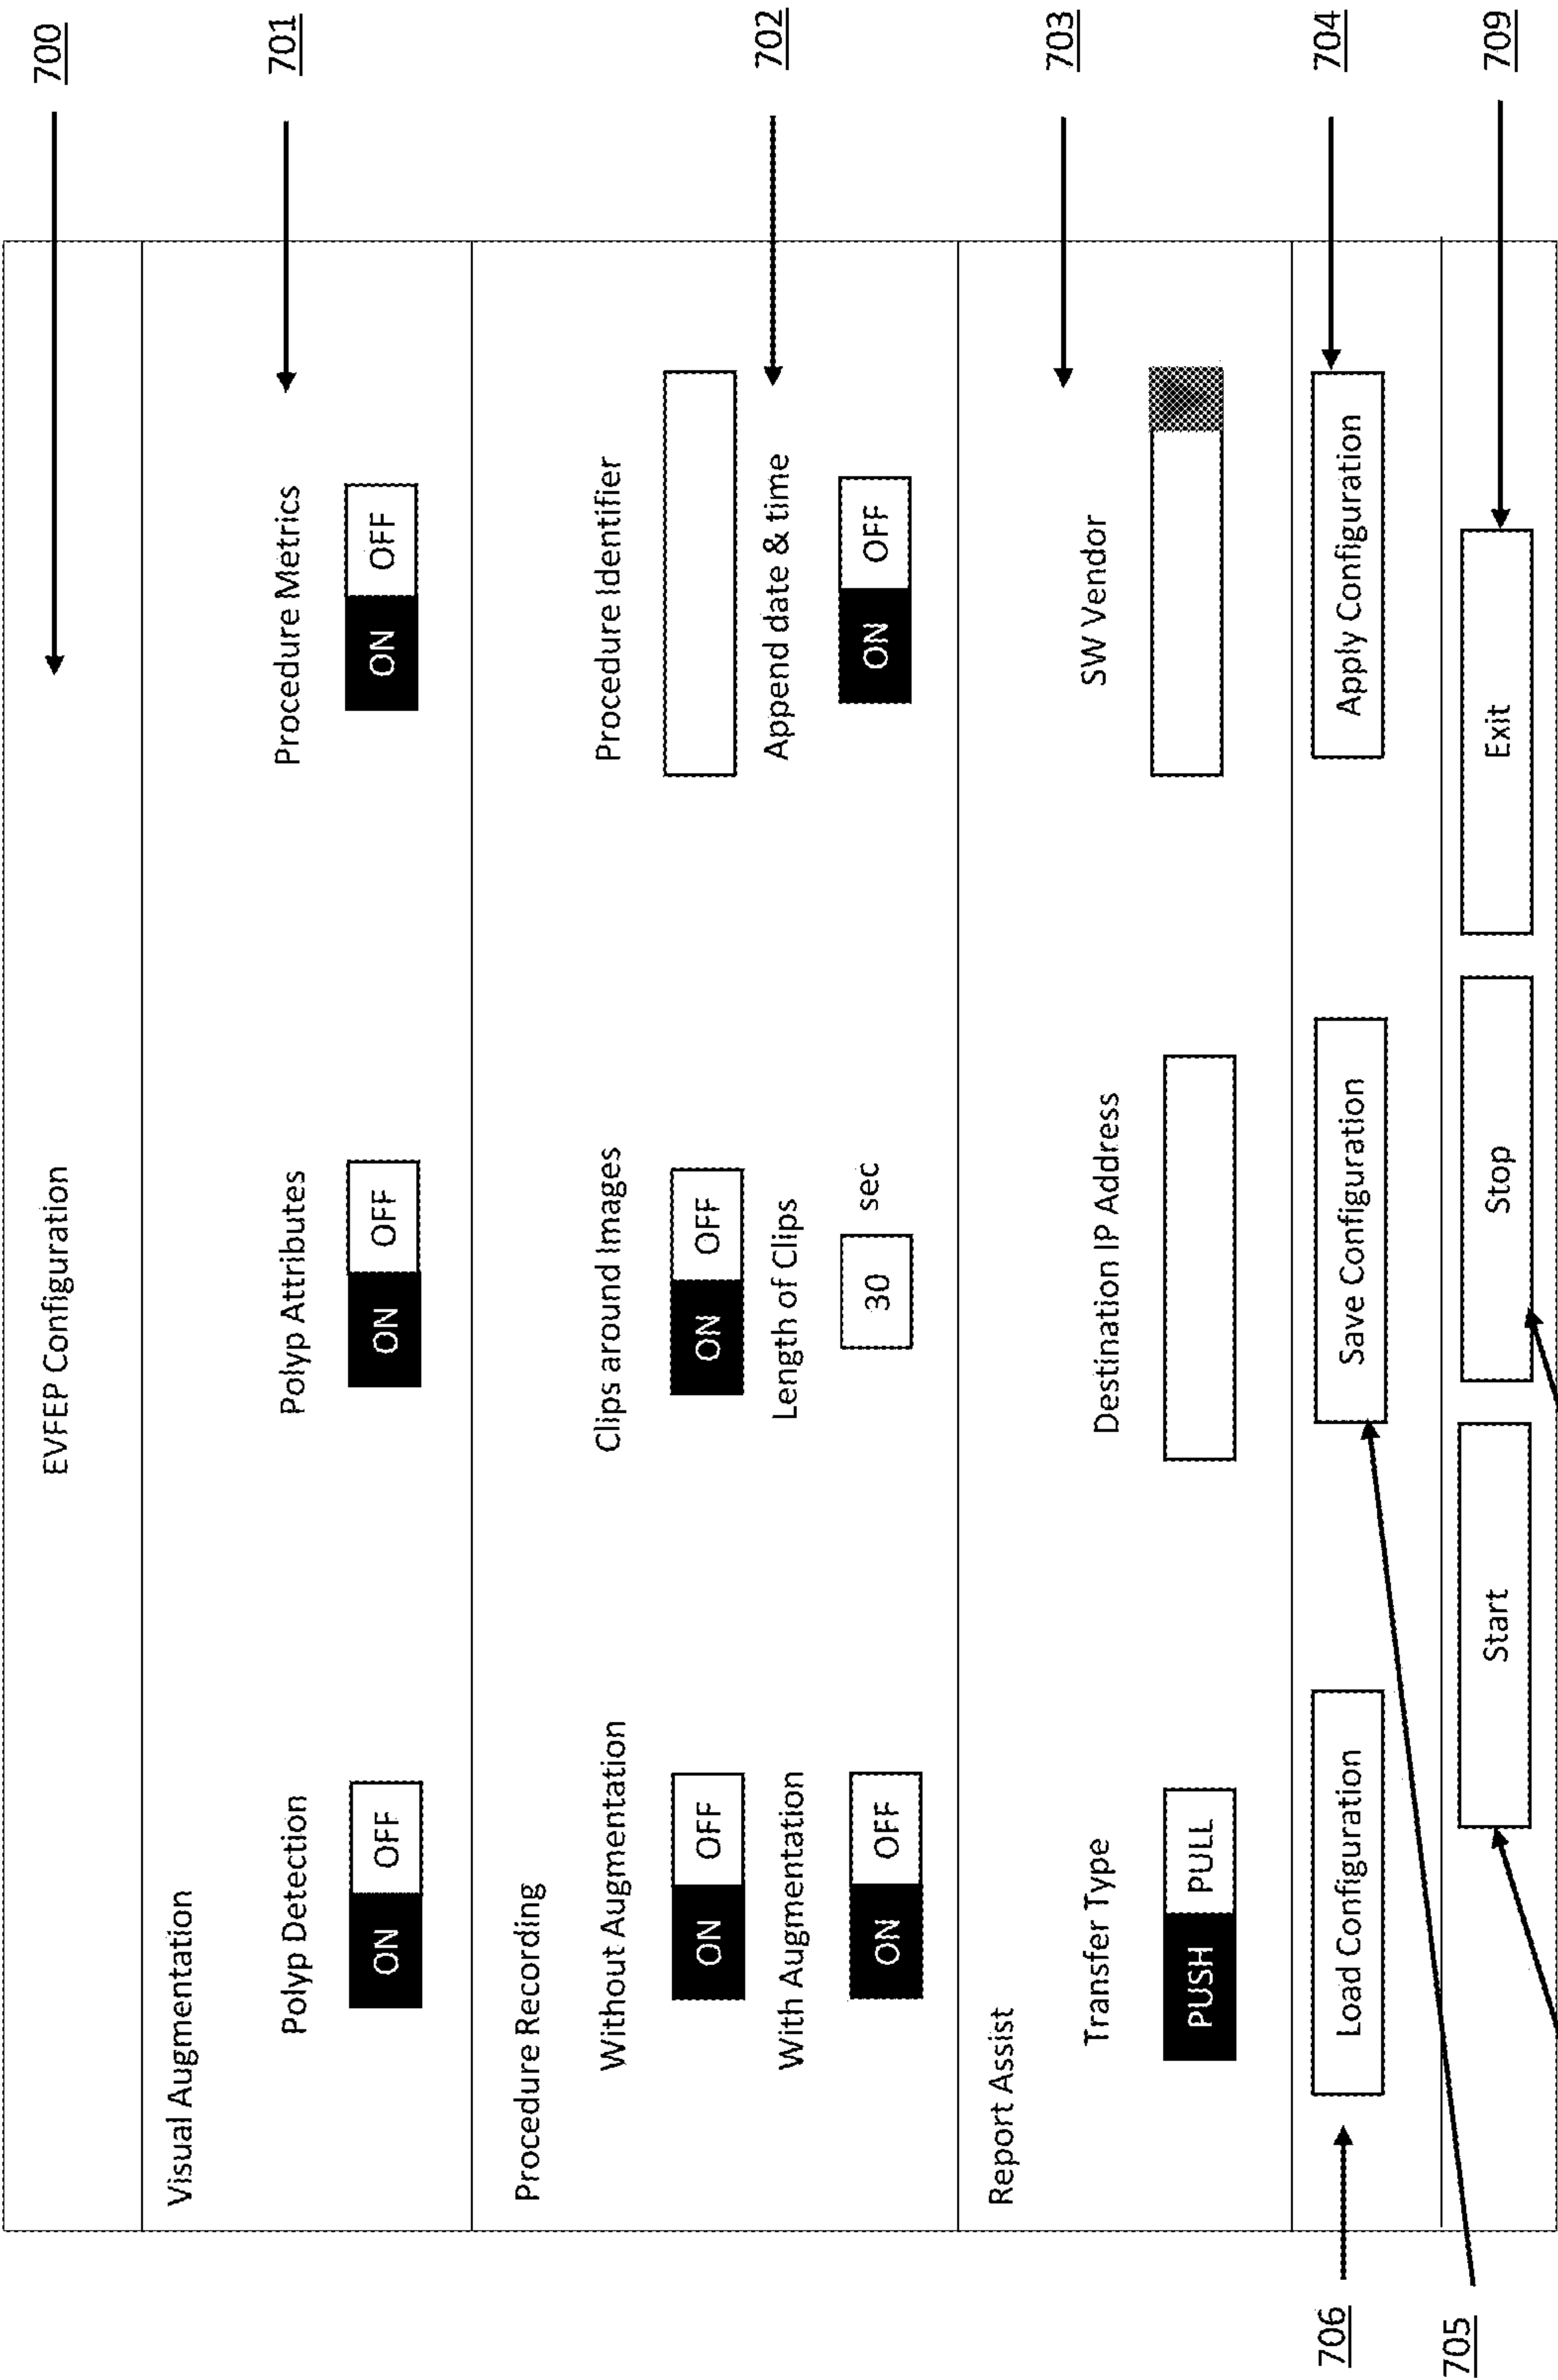 700
EVFEP Configuration
701
Visual Augmentation
Polyp Detection
Polyp Attributes
Procedure Metrics
ON OFF
ON OFF
ON OFF
702
Procedure Recording
Without Augmentation
Clips around Images
Procedure Identifier
ON OFF
ON OFF
With Augmentation
Length of Clips
Append date & time
ON OFF
30 sec
ON OFF
703
Report Assist
Transfer Type
Destination IP Address
SW Vendor
PUSH PULL
704
706
Load Configuration
Save Configuration
Apply Configuration
705
709
Start
Stop
Exit